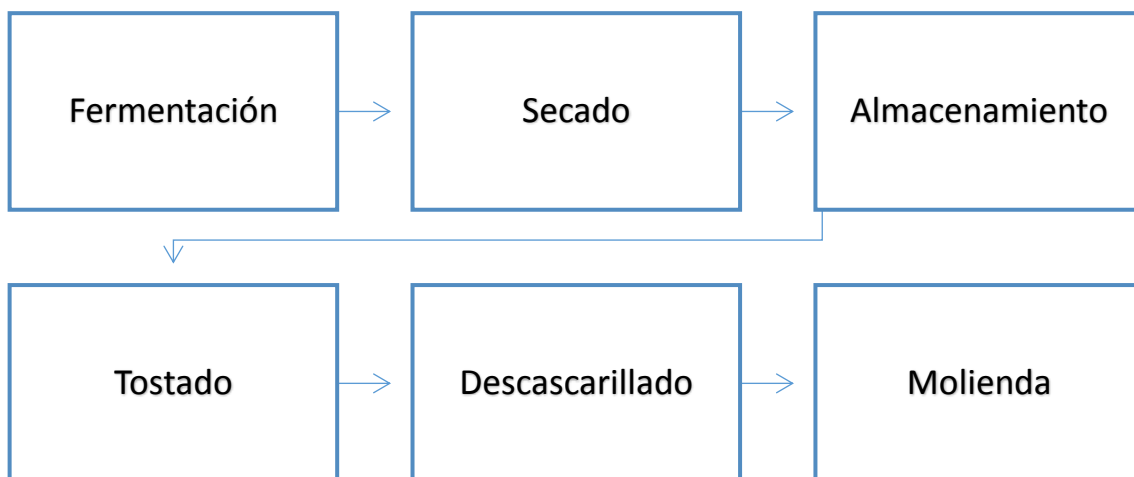 Fermentación
Secado
Almacenamiento
Tostado
Descascarillado
Molienda